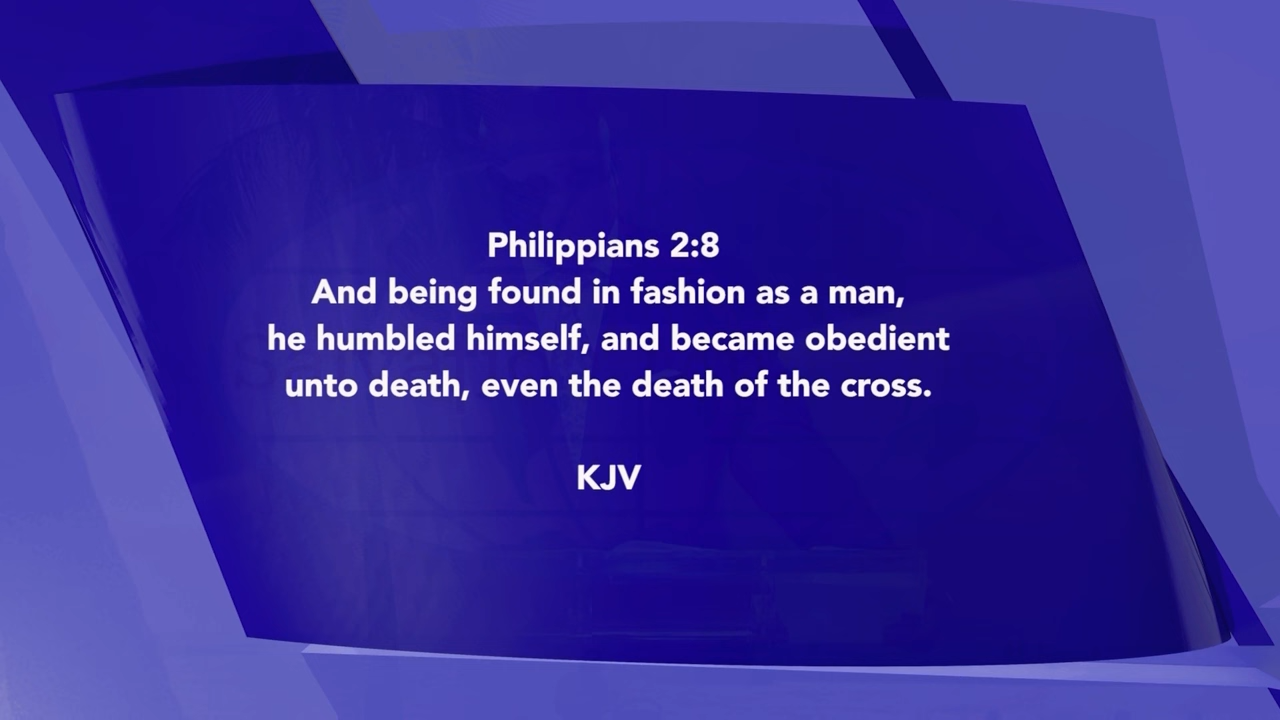 Philippians 2:8
And being found in fashion as a man,
he humbled himself, and became obedient
unto death, even the death of the cross.
KJV